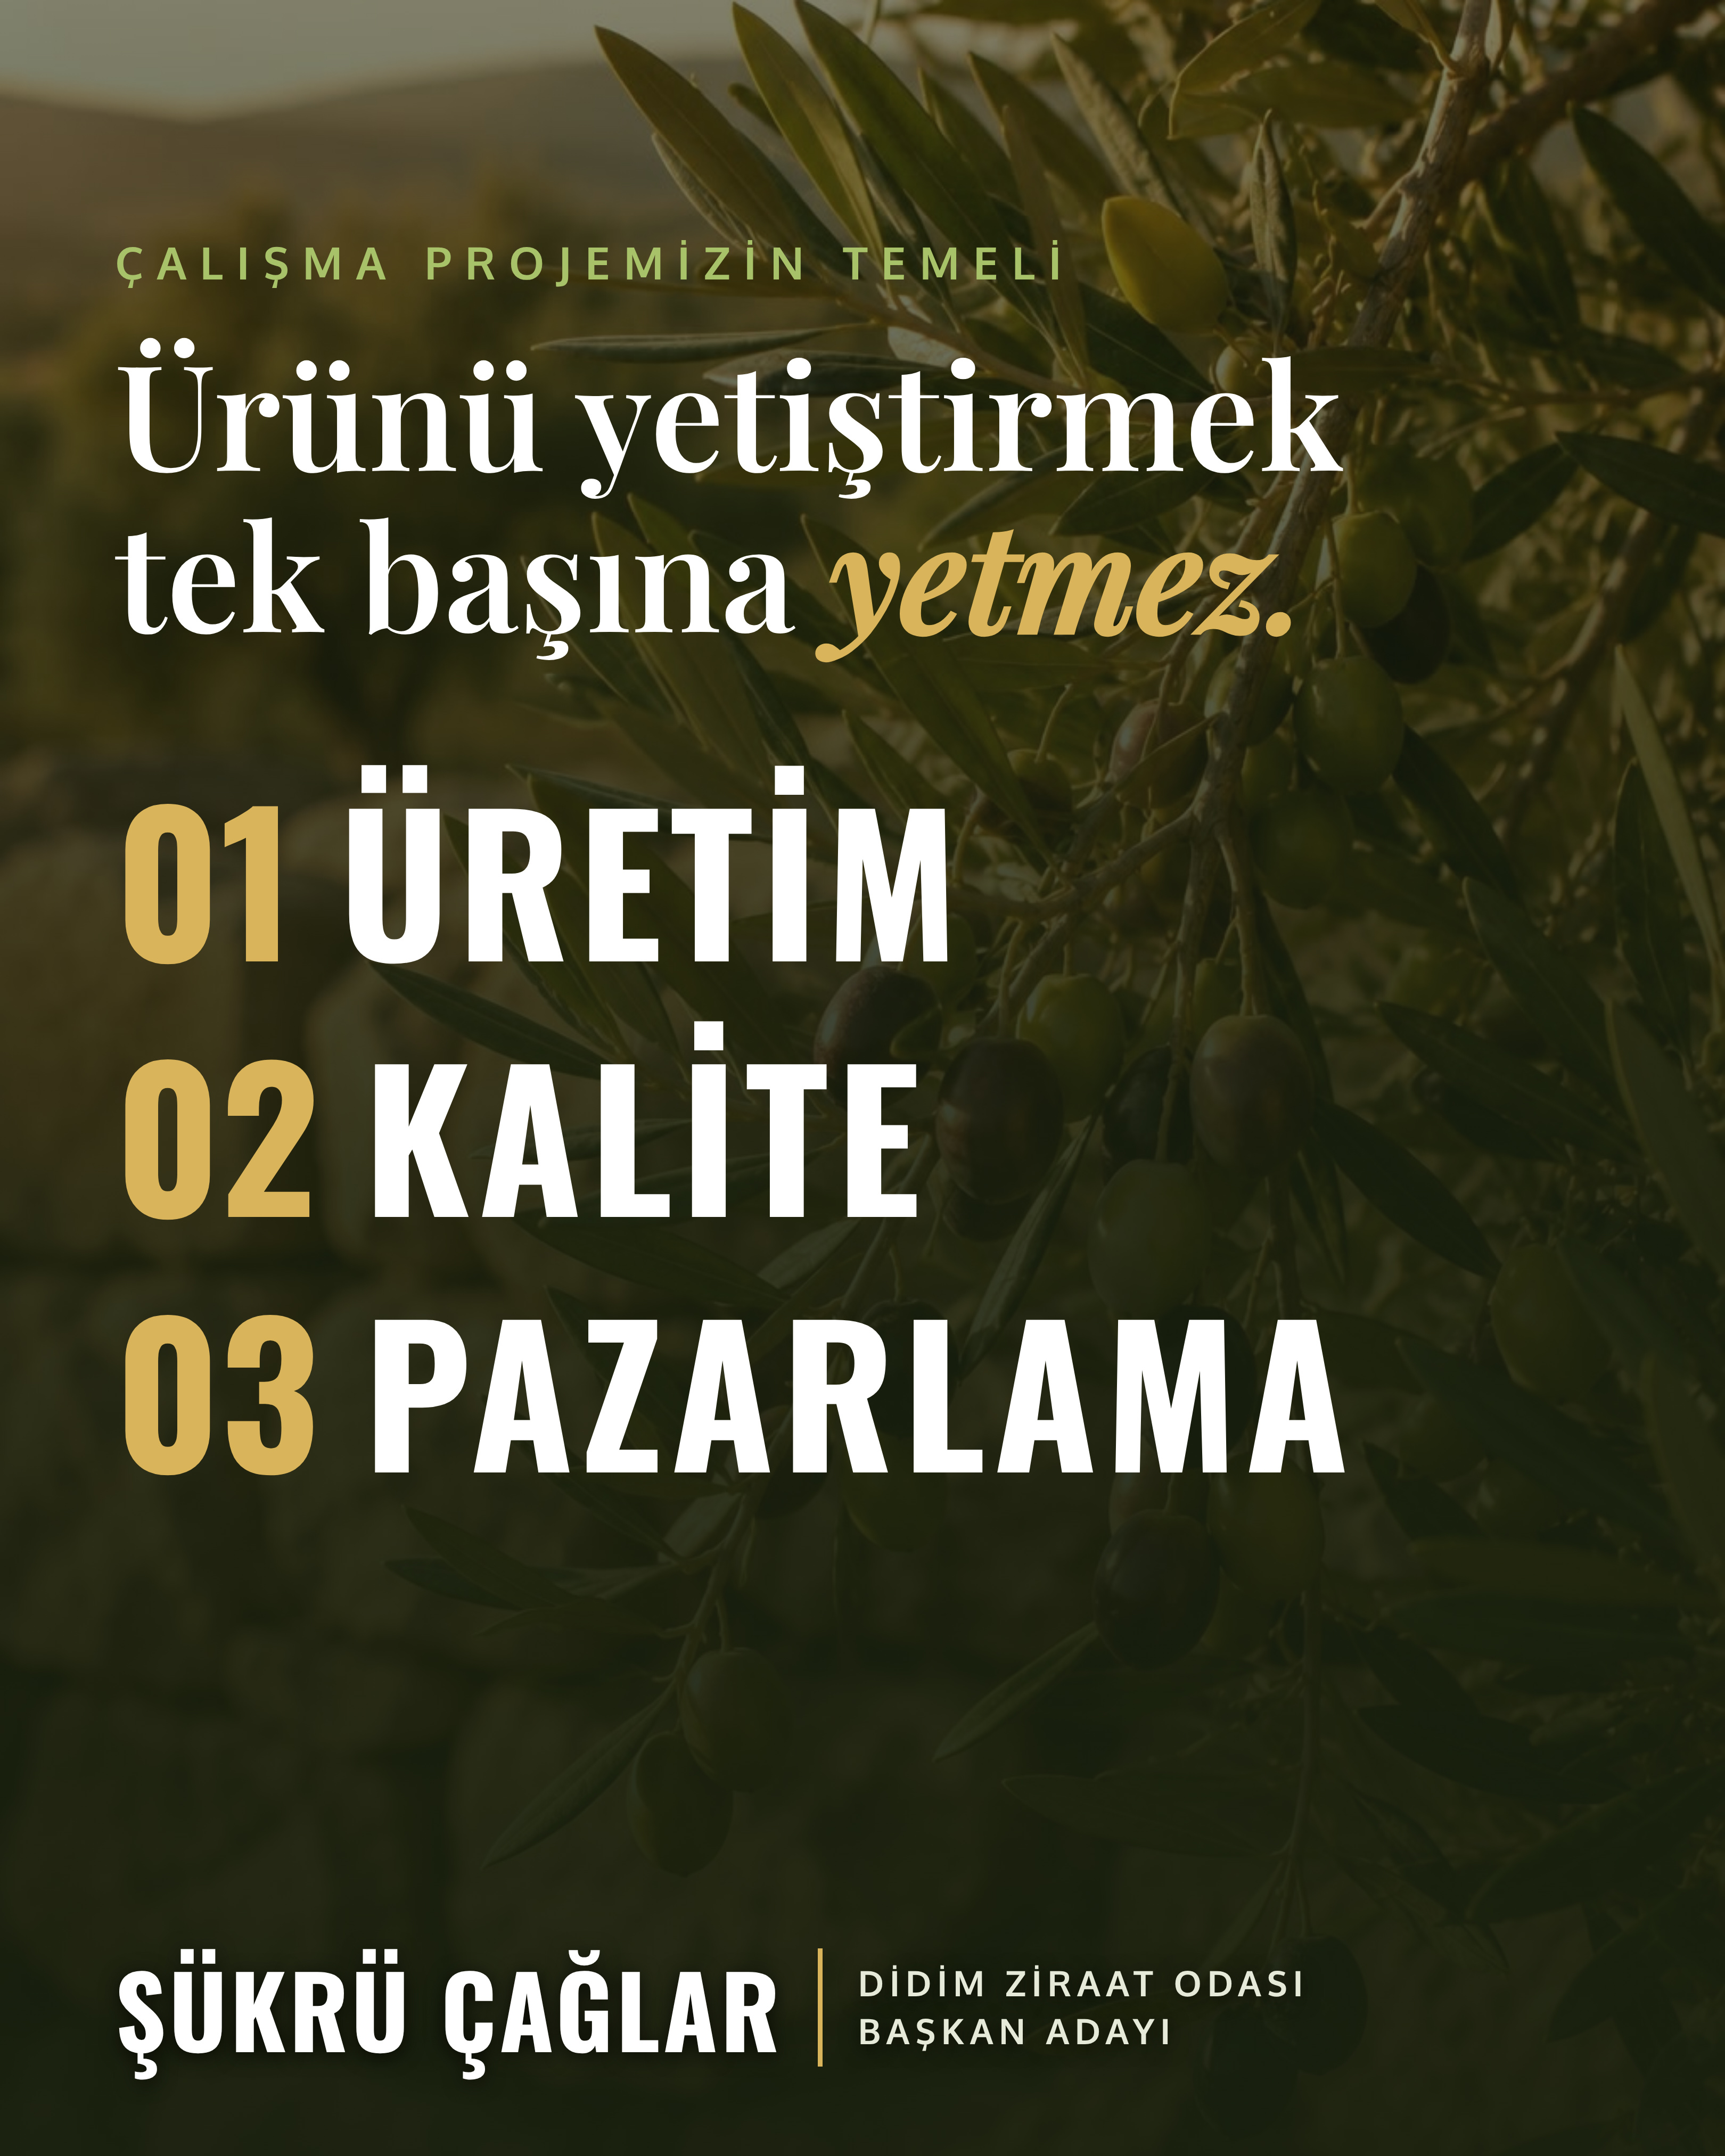 ÇALIŞMA PROJEMİZİN TEMELİ
Ürünü yetiştirmek
tek başına yetmez.
01 ÜRETİM
02 KALİTE
03 PAZARLAMA
ŞÜKRÜ ÇAĞLAR
DİDİM ZİRAAT ODASI
BAŞKAN ADAYI